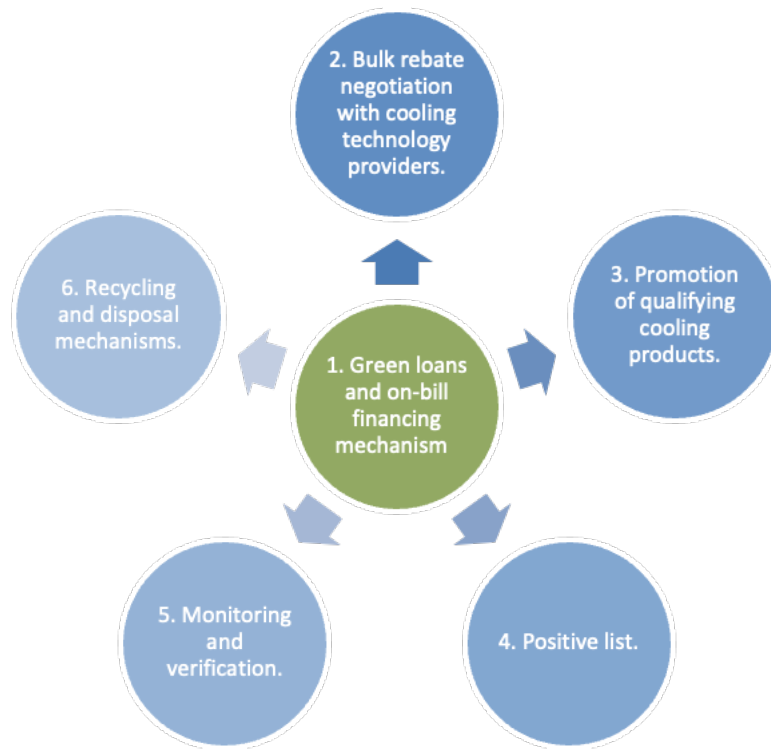 2. Bulk rebate
negotiation
with cooling
technology
providers.
3. Promotion
of qualifying
cooling
products.
6. Recycling
and disposal
mechanisms.
1. Green loans
and on-bill
financing
mechanism
5. Monitoring
and
verification.
4. Positive list.